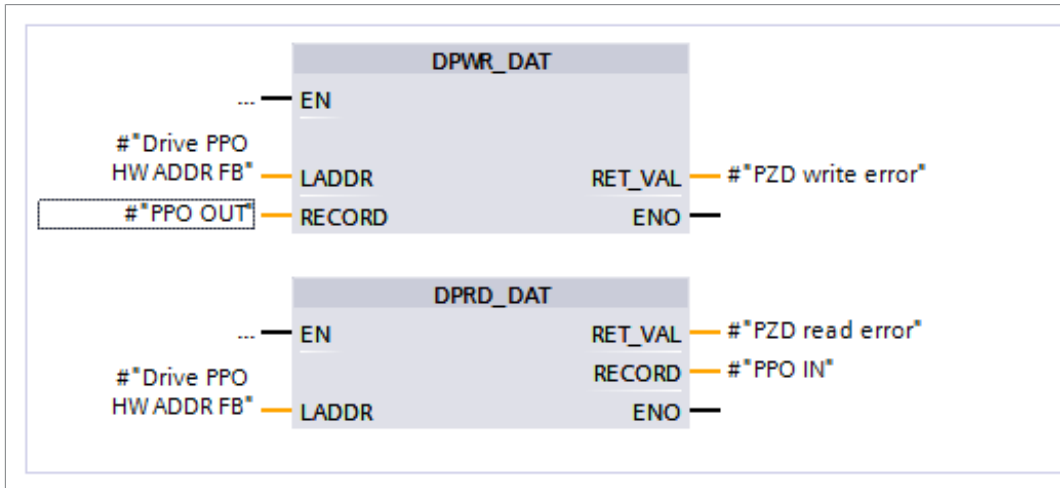 DPWR_DAT
... EN
#"Drive PPO
HW ADDR FB" LADDR RET_VAL #"PZD write error"
#"PPO OUT" RECORD ENO
DPRD_DAT
... EN RET_VAL #"PZD read error"
RECORD #"PPO IN"
#"Drive PPO
HW ADDR FB" LADDR ENO